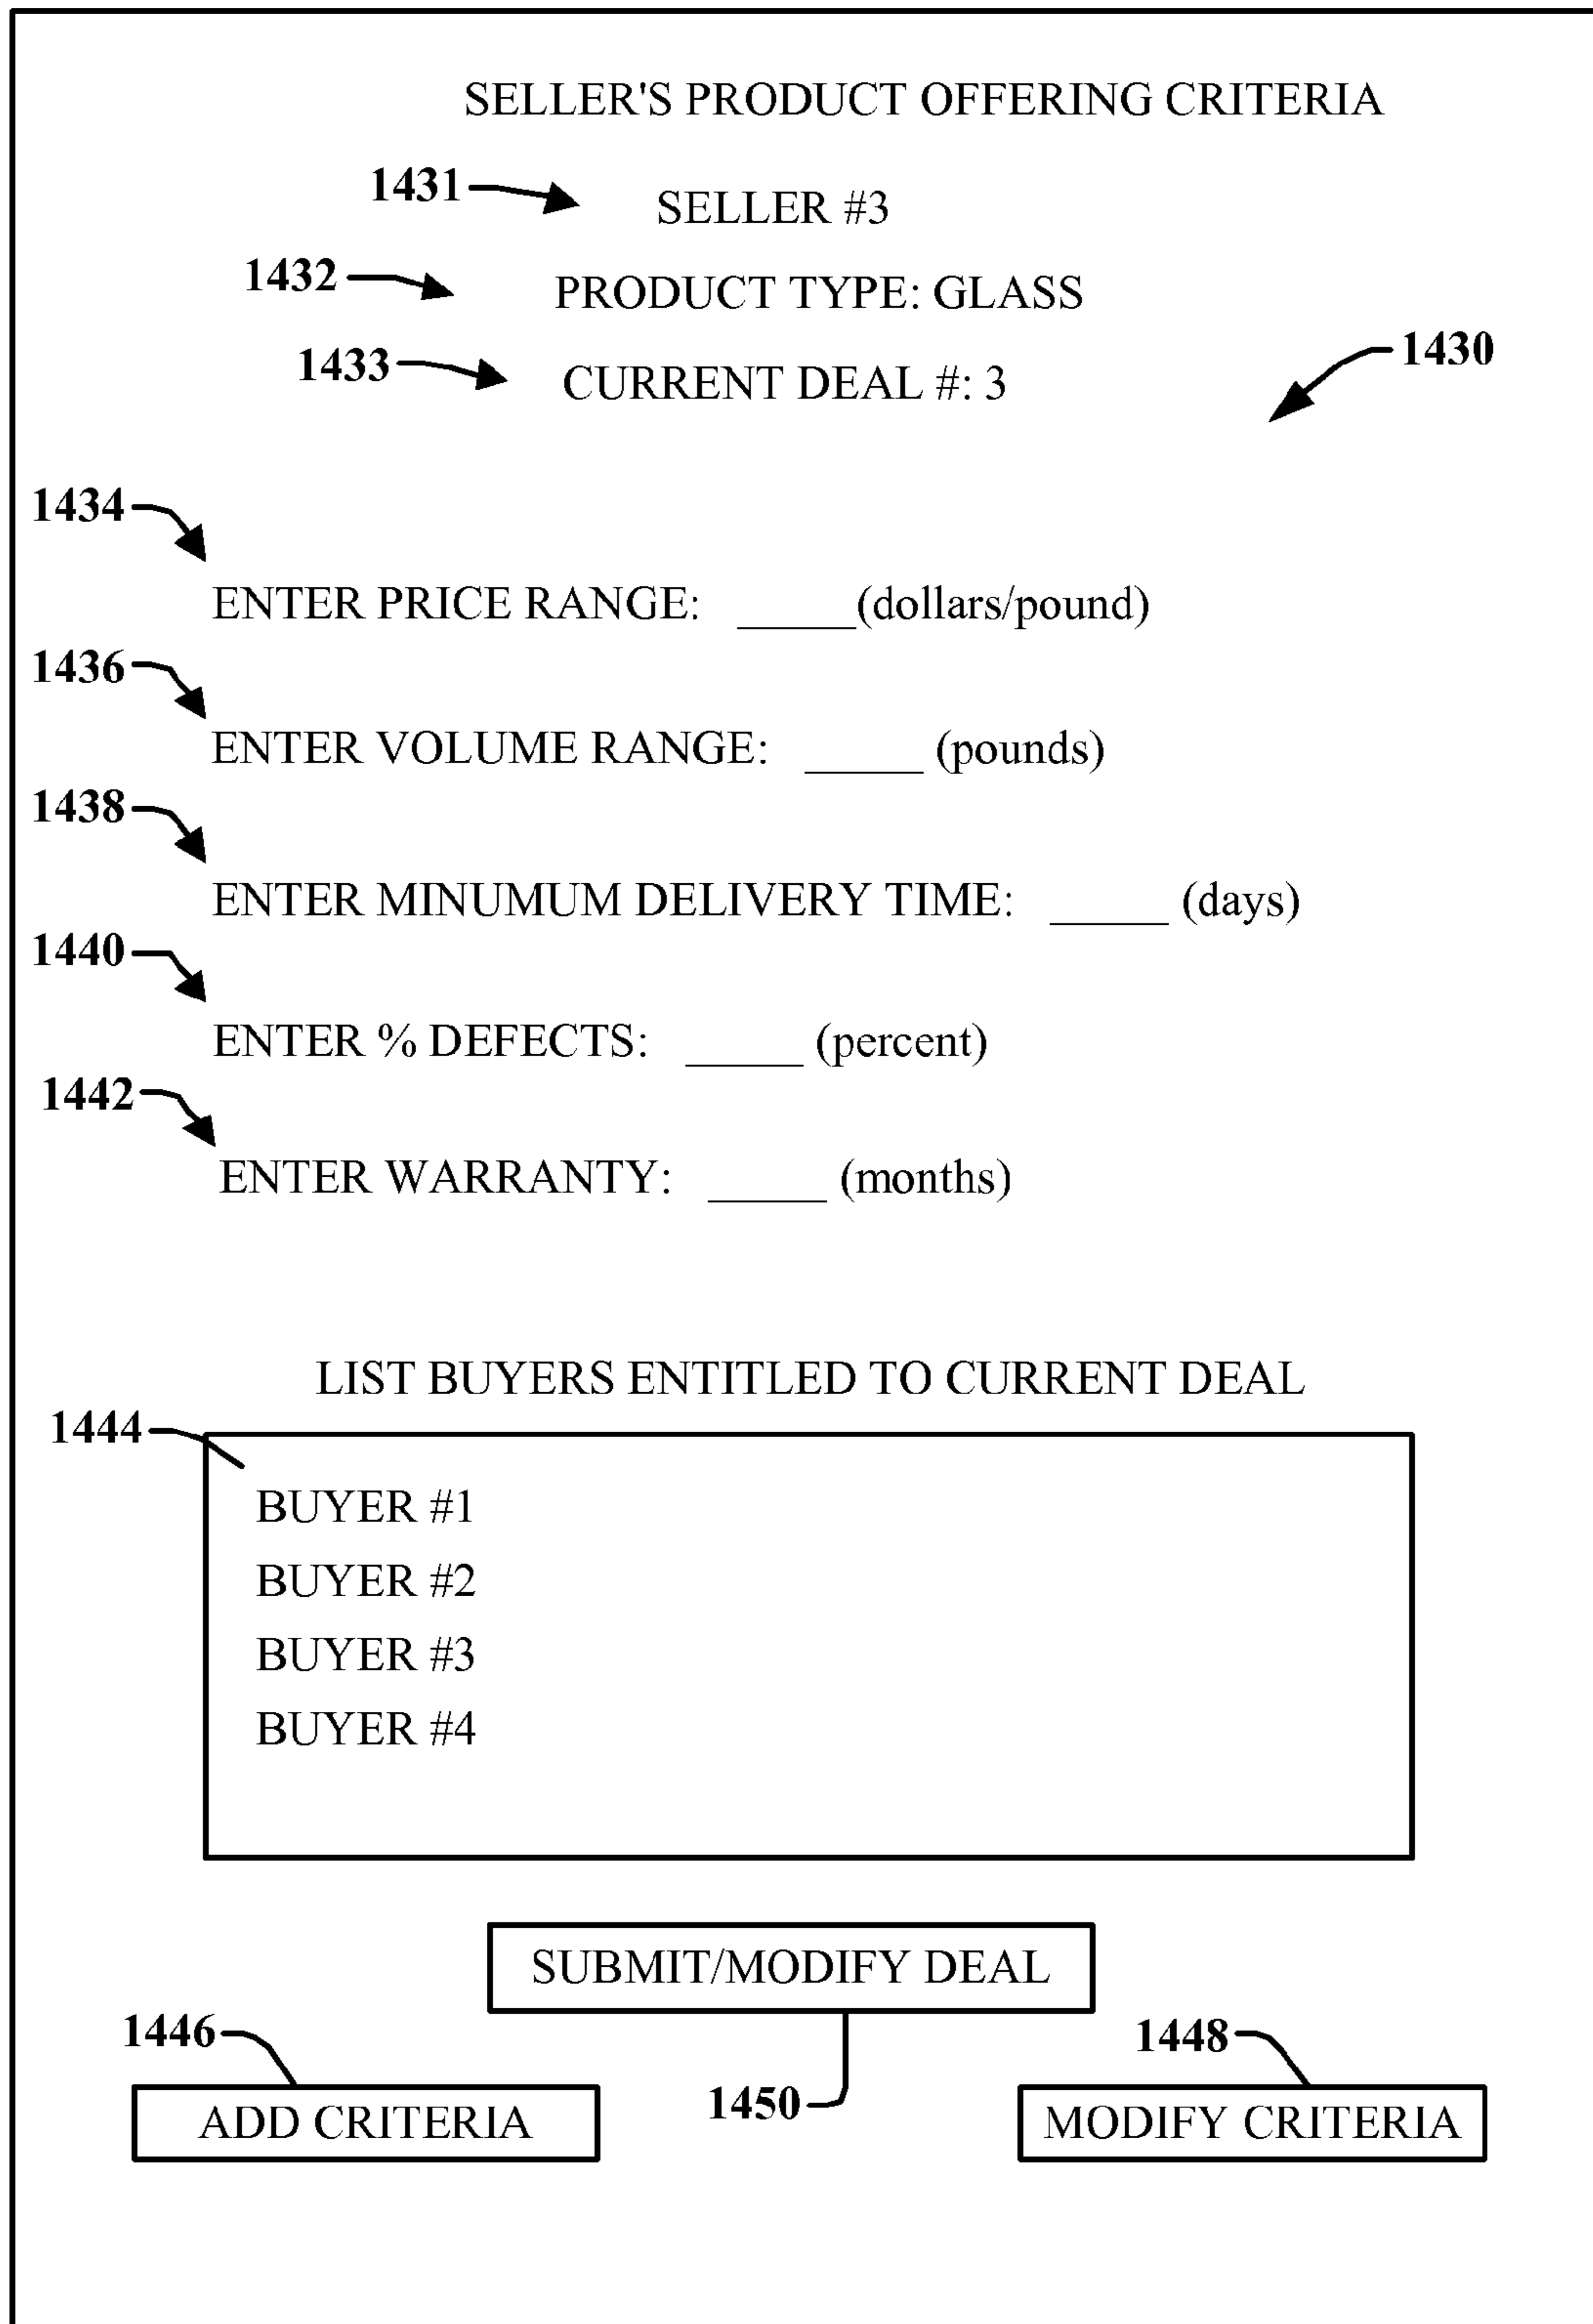 SELLER'S PRODUCT OFFERING CRITERIA
1431 SELLER #3
1432 PRODUCT TYPE: GLASS
1430
1433 CURRENT DEAL #: 3
1434
ENTER PRICE RANGE: _____(dollars/pound)
1436
ENTER VOLUME RANGE: _____ (pounds)
1438
ENTER MINUMUM DELIVERY TIME: _____ (days)
1440
ENTER % DEFECTS: _____ (percent)
1442
ENTER WARRANTY: _____ (months)
LIST BUYERS ENTITLED TO CURRENT DEAL
1444
BUYER #1
BUYER #2
BUYER #3
BUYER #4
SUBMIT/MODIFY DEAL
1446
1448
1450
ADD CRITERIA
MODIFY CRITERIA